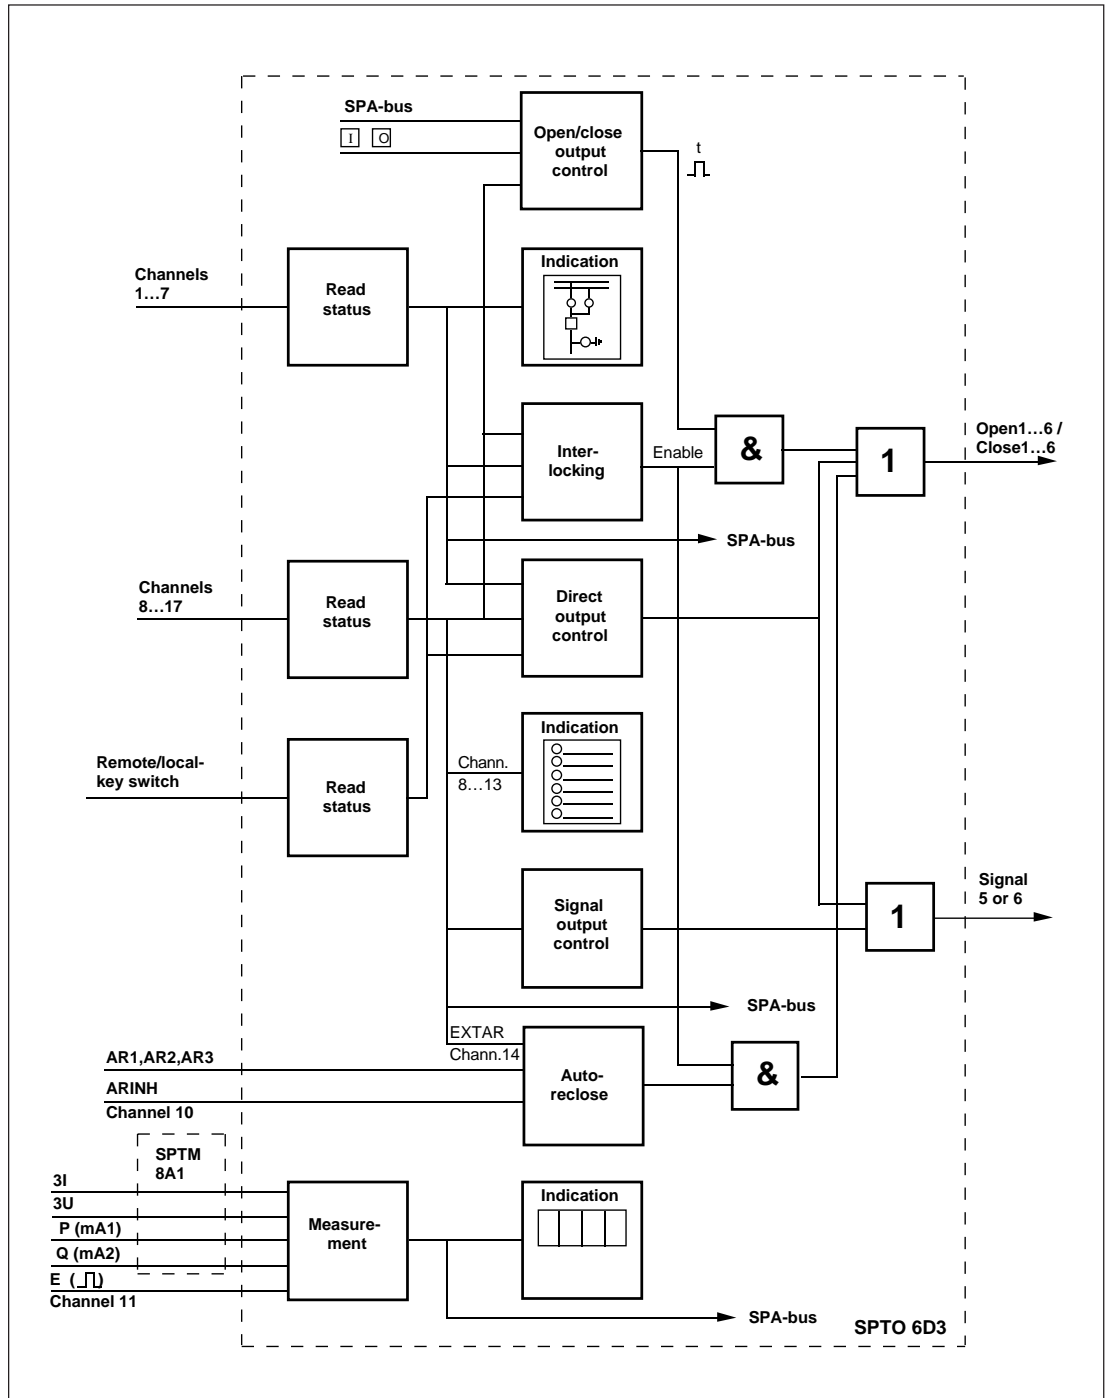 SPA-bus
I O
Open/close
output
control
t
Channels
1...7
Read
status
Indication
Inter-
locking
Enable
&
1
Open1...6 /
Close1...6
SPA-bus
Channels
8...17
Read
status
Direct
output
control
Remote/local-
key switch
Read
status
Chann.
8...13
Indication
Signal
output
control
1
Signal
5 or 6
SPA-bus
EXTAR
Chann.14
AR1,AR2,AR3
ARINH
Channel 10
Auto-
reclose
&
SPTM
8A1
3I
3U
P (mA1)
Q (mA2)
E ( )
Channel 11
Measure-
ment
Indication
SPA-bus
SPTO 6D3